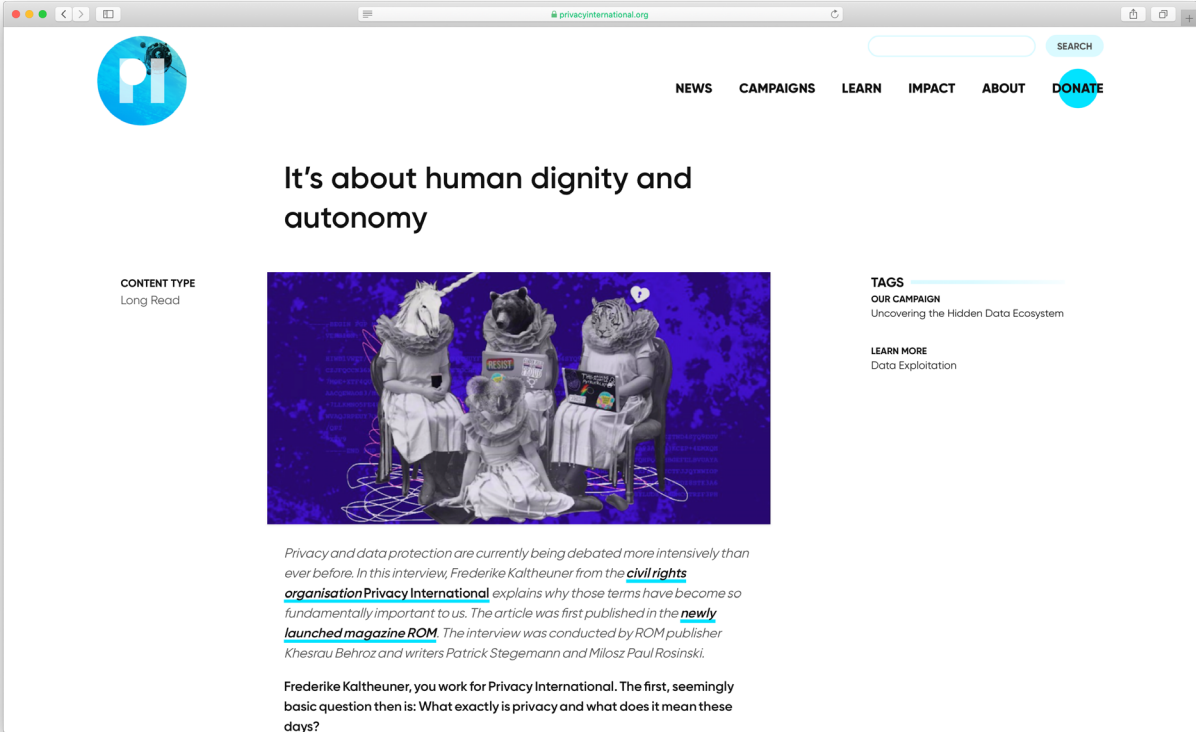 privacyinternational.org
PI
SEARCH
NEWS
CAMPAIGNS
LEARN
IMPACT
ABOUT
DONATE
It's about human dignity and
autonomy
CONTENT TYPE
Long Read
RESIST
TAGS
OUR CAMPAIGN
Uncovering the Hidden Data Ecosystem
LEARN MORE
Data Exploitation
Privacy and data protection are currently being debated more intensively than
ever before. In this interview, Frederike Kaltheuner from the civil rights
organisation Privacy International explains why those terms have become so
fundamentally important to us. The article was first published in the newly
launched magazine ROM. The interview was conducted by ROM publisher
Khesrau Behroz and writers Patrick Stegemann and Milosz Paul Rosinski.
Frederike Kaltheuner, you work for Privacy International. The first, seemingly
basic question then is: What exactly is privacy and what does it mean these
days?